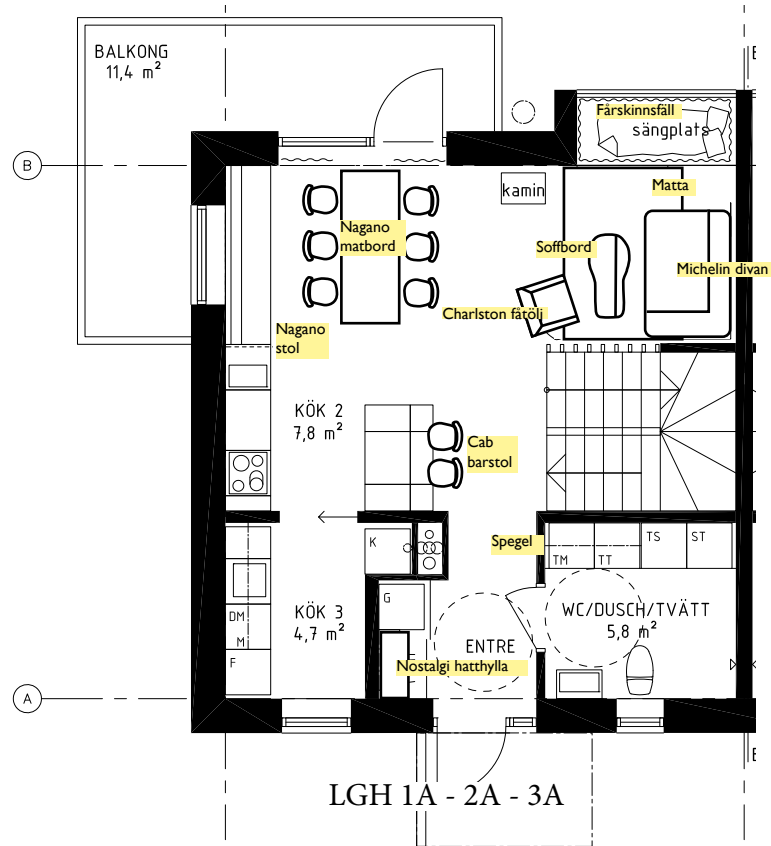 BALKONG
11,4 m²
Fårskinnsfäll
sängplats
B
kamin
Matta
Nagano
matbord
Soffbord
Michelin divan
Charlston fåtölj
Nagano
stol
KÖK 2
7,8 m²
Cab
barstol
K
Spegel
TM
TT
TS
ST
G
DM
M
F
KÖK 3
4,7 m²
WC/DUSCH/TVÄTT
5,8 m²
ENTRE
Nostalgi hatthylla
A
LGH 1A - 2A - 3A